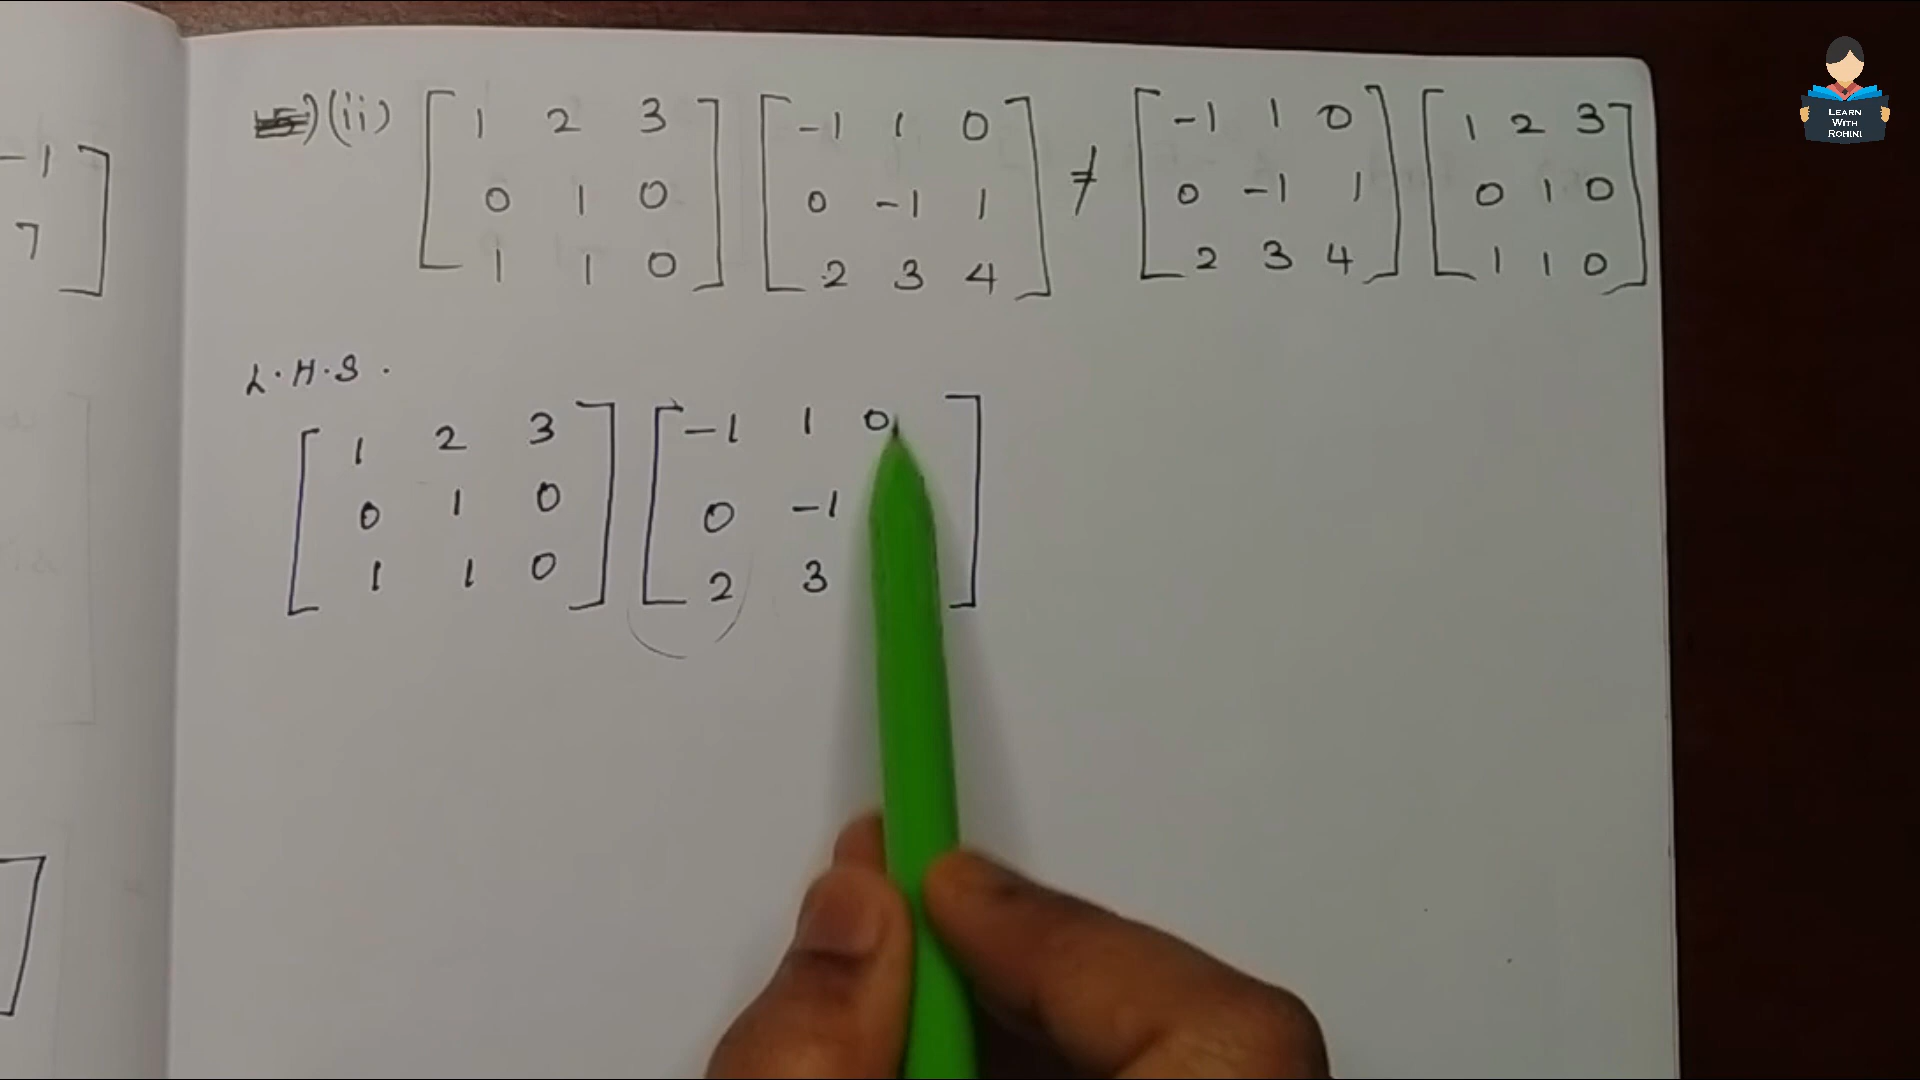 (ii) [ 1 2 3 ] [ -1 1 0 ] ≠ [ -1 1 0 ] [ 1 2 3 ]
[ 0 1 0 ] [ 0 -1 1 ] [ 0 -1 1 ] [ 0 1 0 ]
[ 1 1 0 ] [ 2 3 4 ] [ 2 3 4 ] [ 1 1 0 ]
L.H.S.
[ 1 2 3 ] [ -1 1 0 ]
[ 0 1 0 ] [ 0 -1 ]
[ 1 1 0 ] [ 2 3 ]
-1 ]
7 ]
LEARN
WITH
ROHINI